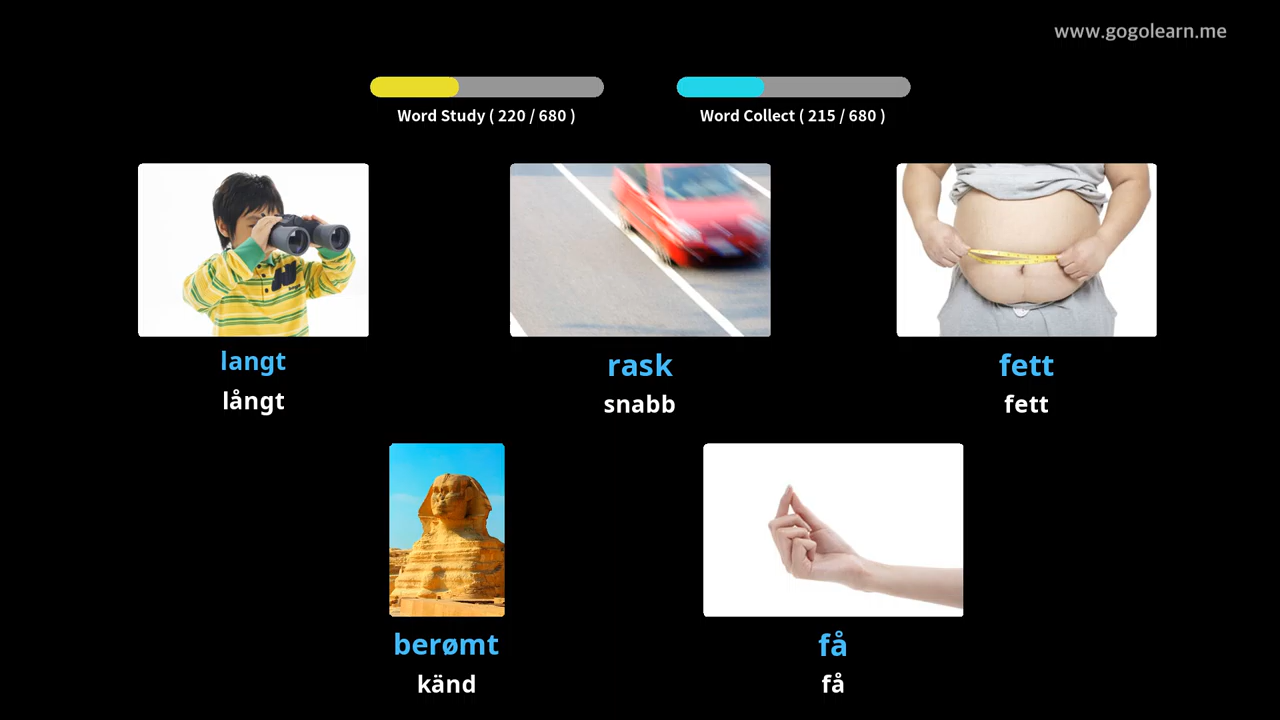 www.gogolearn.me
Word Study ( 220 / 680 )
Word Collect ( 215 / 680 )
langt
långt
rask
snabb
fett
fett
berømt
känd
få
få